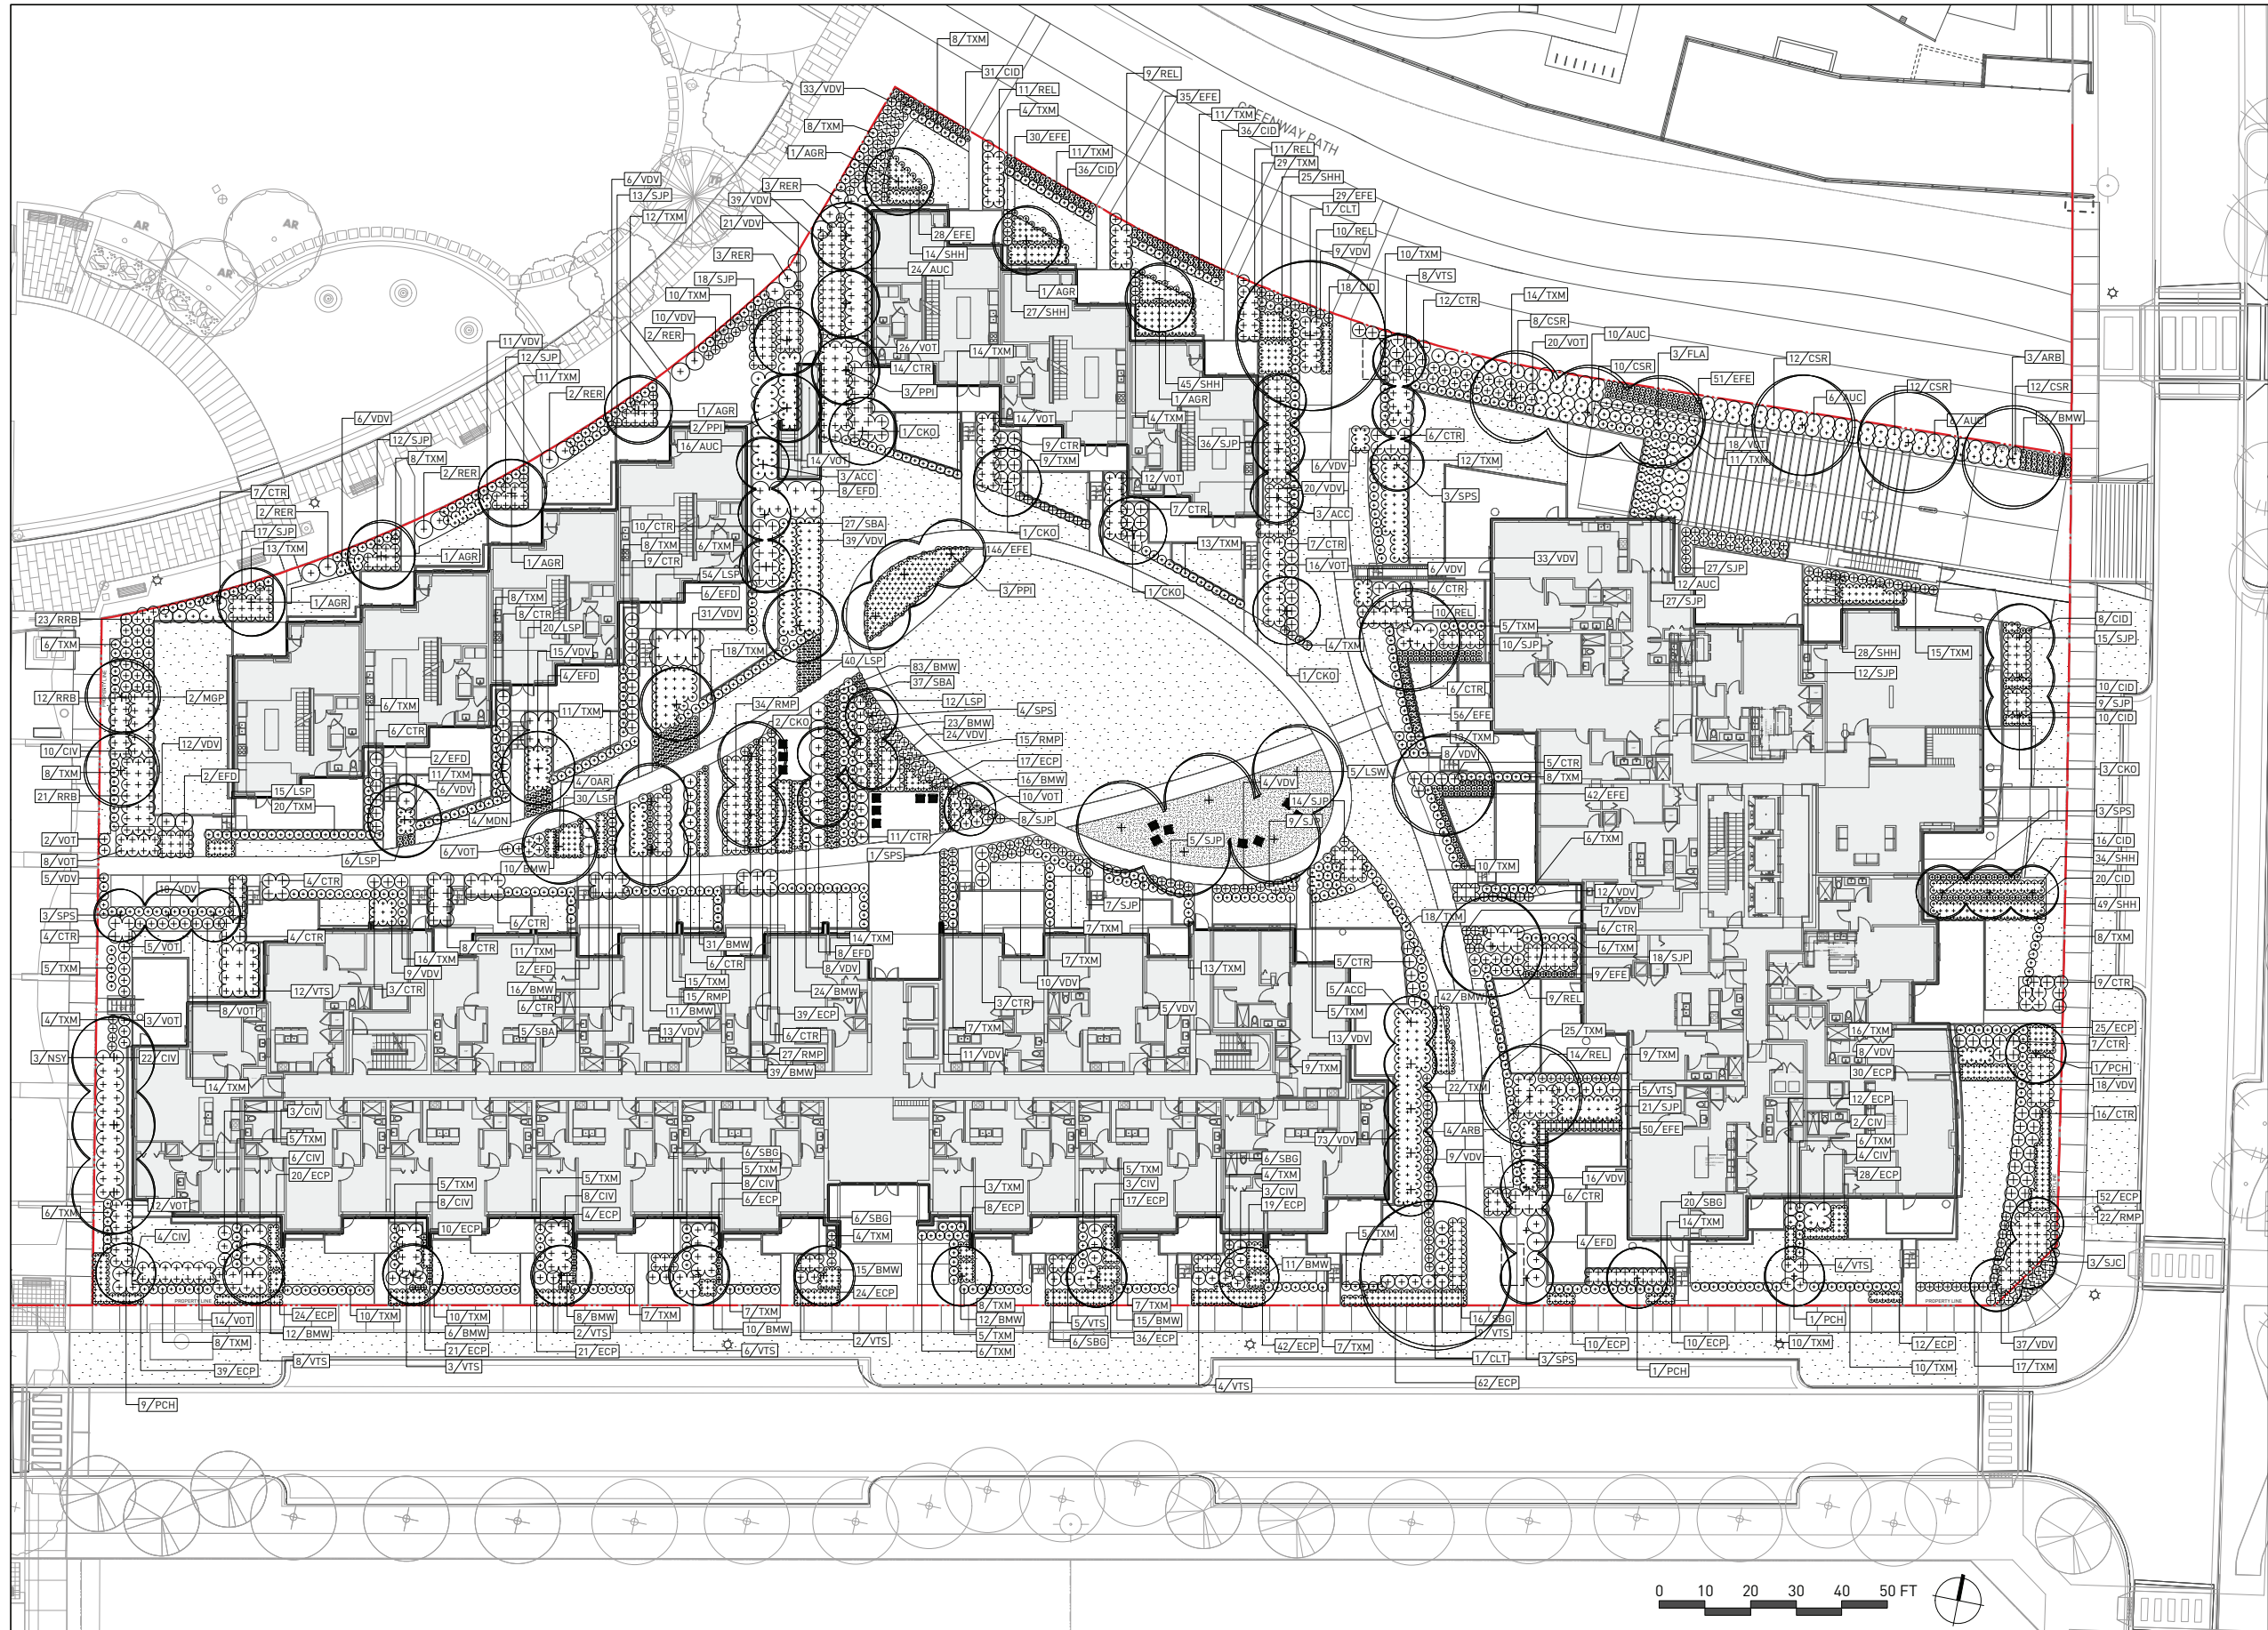 8/TXM
31/CID
33/VDV
11/REL
4/TXM
9/REL
35/EFE
11/TXM
36/CID
GREENWAY PATH
8/TXM
30/EFE
11/TXM
36/CID
1/AGR
11/REL
29/TXM
25/SHH
29/EFE
1/CLT
10/REL
9/VDV
TP
6/VDV
13/SJP
12/TXM
3/RER
39/VDV
21/VDV
AR
AR
AR
28/EFE
14/SHH
24/AUC
3/RER
18/SJP
10/TXM
10/VDV
2/RER
1/AGR
27/SHH
18/CID
10/TXM
8/VTS
12/CTR
14/TXM
8/CSR
20/VOT
10/AUC
10/CSR
3/FLA
51/EFE
12/CSR
6/AUC
12/CSR
6/AUC
3/ARB
12/CSR
36/BMW
11/VDV
12/SJP
11/TXM
2/RER
26/VOT
14/TXM
14/CTR
3/PPI
45/SHH
1/AGR
4/TXM
14/VOT
6/VDV
12/SJP
8/TXM
2/RER
1/AGR
2/PPI
16/AUC
1/CKO
9/CTR
9/TXM
36/SJP
6/CTR
18/VOT
11/TXM
14/VOT
3/ACC
8/EFD
12/VOT
6/VDV
12/TXM
20/VDV
3/SPS
7/CTR
2/RER
17/SJP
13/TXM
27/SBA
39/VDV
7/CTR
3/ACC
1/CKO
13/TXM
7/CTR
16/VOT
10/CTR
8/TXM
6/TXM
9/CTR
54/LSP
6/EFD
31/VDV
1/AGR
1/AGR
1/AGR
146/EFE
3/PPI
1/CKO
6/VDV
6/CTR
10/REL
33/VDV
27/SJP
12/AUC
27/SJP
5/TXM
10/SJP
23/RRB
6/TXM
8/TXM
8/CTR
20/LSP
15/VDV
4/EFD
18/TXM
4/TXM
1/CKO
8/CID
15/SJP
28/SHH
15/TXM
12/SJP
12/RRB
2/MGP
6/TXM
11/TXM
40/LSP
83/BMW
37/SBA
34/RMP
2/CKO
12/LSP
4/SPS
23/BMW
24/VDV
15/RMP
17/ECP
16/BMW
10/VOT
8/SJP
6/CTR
56/EFE
13/TXM
8/VDV
5/CTR
8/TXM
10/CID
9/SJP
10/CID
3/CKO
10/CIV
8/TXM
21/RRB
12/VDV
2/EFD
6/CTR
2/EFD
11/TXM
6/VDV
4/OAR
30/LSP
4/VDV
5/LSW
14/SJP
9/SJP
5/SJP
42/EFE
6/TXM
15/LSP
20/TXM
4/MDN
11/CTR
1/SPS
3/SPS
16/CID
34/SHH
20/CID
49/SHH
8/TXM
9/CTR
2/VOT
8/VOT
5/VDV
6/LSP
6/VOT
10/BMW
10/TXM
3/SPS
4/CTR
5/TXM
18/VDV
4/CTR
6/CTR
7/SJP
18/TXM
12/VDV
7/VDV
6/CTR
6/TXM
18/SJP
9/EFE
5/VOT
4/CTR
8/CTR
16/TXM
9/VDV
3/CTR
11/TXM
2/EFD
16/BMW
6/CTR
5/SBA
31/BMW
6/CTR
15/TXM
15/RMP
11/BMW
13/VDV
14/TXM
8/EFD
8/VDV
24/BMW
39/ECP
16/CTR
27/RMP
39/BMW
7/TXM
7/TXM
10/VDV
3/CTR
7/TXM
11/VDV
13/TXM
5/VDV
9/TXM
5/CTR
5/ACC
42/BMW
5/TXM
13/VDV
9/REL
12/VTS
8/VOT
3/VOT
4/TXM
3/NSY
22/CIV
14/TXM
25/TXM
14/REL
9/TXM
16/TXM
8/VDV
30/ECP
25/ECP
7/CTR
1/PCH
18/VDV
16/CTR
22/TXM
5/VTS
21/SJP
50/EFE
12/ECP
2/CIV
6/TXM
4/CIV
28/ECP
3/CIV
5/TXM
6/CIV
20/ECP
5/TXM
8/CIV
10/ECP
5/TXM
8/CIV
4/ECP
6/SBG
5/TXM
8/CIV
6/ECP
6/SBG
4/TXM
3/TXM
8/ECP
5/TXM
3/CIV
17/ECP
6/SBG
4/TXM
3/CIV
19/ECP
73/VDV
4/ARB
9/VDV
16/VDV
6/CTR
20/SBG
14/TXM
52/ECP
22/RMP
12/VOT
6/TXM
4/CIV
5/TXM
4/EFD
4/VTS
3/SJC
15/BMW
24/ECP
11/BMW
PROPERTY LINE
PROPERTY LINE
PROPERTY LINE
14/VOT
8/TXM
39/ECP
9/PCH
24/ECP
12/BMW
8/VTS
10/TXM
10/TXM
6/BMW
21/ECP
3/VTS
8/BMW
2/VTS
21/ECP
7/TXM
7/TXM
10/BMW
6/VTS
2/VTS
8/TXM
12/BMW
5/TXM
6/TXM
5/VTS
6/SBG
7/TXM
15/BMW
36/ECP
4/VTS
42/ECP
7/TXM
16/SBG
9/VTS
1/CLT
3/SPS
62/ECP
10/ECP
1/PCH
10/ECP
1/PCH
10/TXM
12/ECP
10/TXM
37/VDV
17/TXM
0 10 20 30 40 50 FT